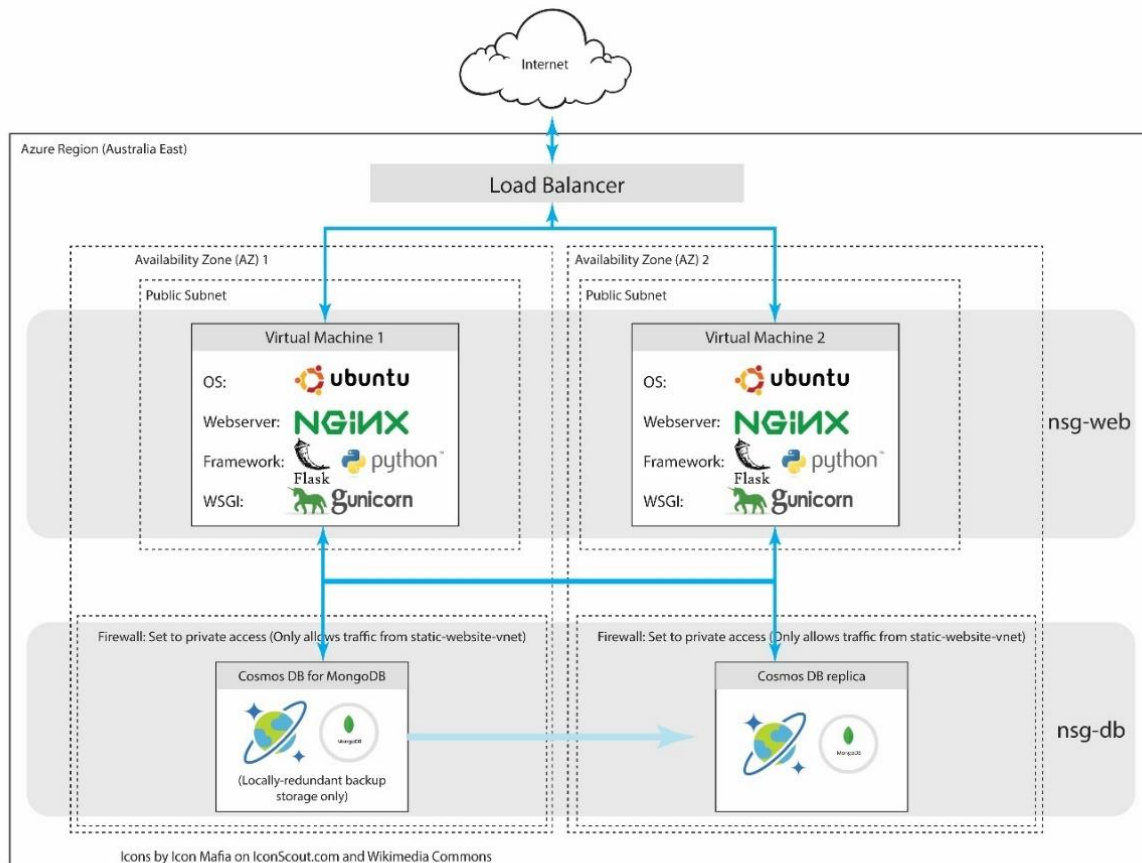 Internet
Azure Region (Australia East)
Load Balancer
Availability Zone (AZ) 1
Availability Zone (AZ) 2
Public Subnet
Public Subnet
Virtual Machine 1
OS: ubuntu
Webserver: NGINX
Framework: Flask python™
WSGI: gunicorn
Virtual Machine 2
OS: ubuntu
Webserver: NGINX
Framework: Flask python™
WSGI: gunicorn
nsg-web
Firewall: Set to private access (Only allows traffic from static-website-vnet)
Firewall: Set to private access (Only allows traffic from static-website-vnet)
Cosmos DB for MongoDB
MongoDB
(Locally-redundant backup
storage only)
Cosmos DB replica
MongoDB
nsg-db
Icons by Icon Mafia on IconScout.com and Wikimedia Commons